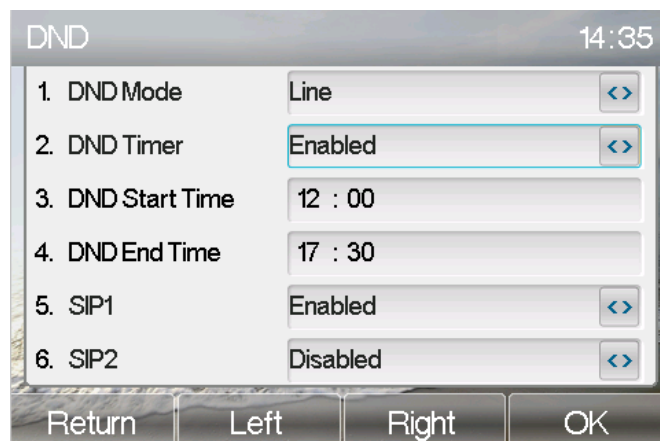 DND 14:35
1. DND Mode Line
2. DND Timer Enabled
3. DND Start Time 12 : 00
4. DND End Time 17 : 30
5. SIP1 Enabled
6. SIP2 Disabled
Return Left Right OK